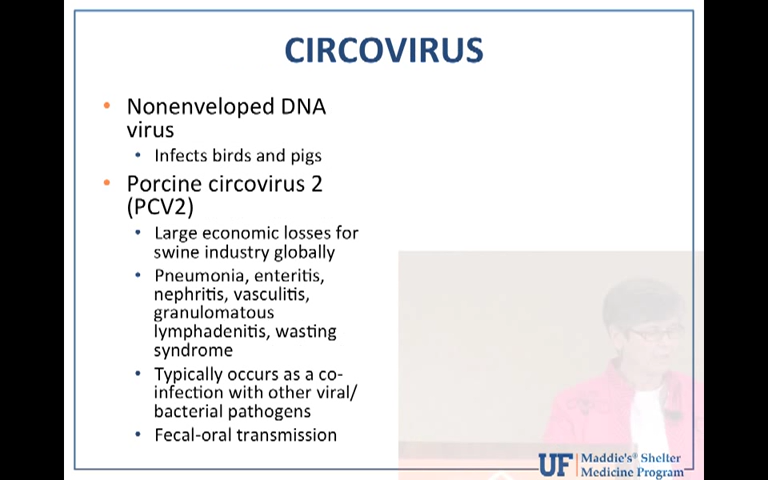 CIRCOVIRUS
• Nonenveloped DNA
virus
• Infects birds and pigs
• Porcine circovirus 2
(PCV2)
• Large economic losses for
swine industry globally
• Pneumonia, enteritis,
nephritis, vasculitis,
granulomatous
lymphadenitis, wasting
syndrome
• Typically occurs as a co-
infection with other viral/
bacterial pathogens
• Fecal-oral transmission
UF Maddie's® Shelter
Medicine Program